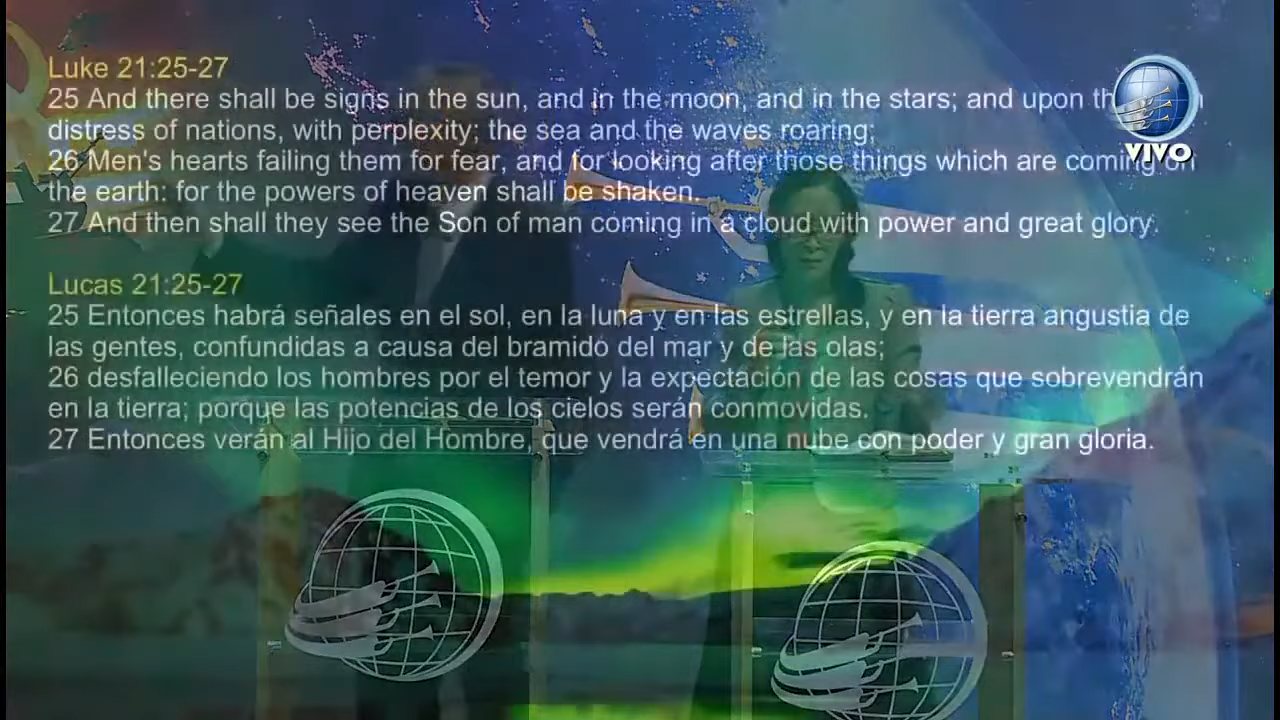 Luke 21:25-27
25 And there shall be signs in the sun, and in the moon, and in the stars; and upon
distress of nations, with perplexity; the sea and the waves roaring;
26 Men's hearts failing them for fear, and for looking after those things which are coming on
the earth: for the powers of heaven shall be shaken.
27 And then shall they see the Son of man coming in a cloud with power and great glory.
Lucas 21:25-27
25 Entonces habrá señales en el sol, en la luna y en las estrellas, y en la tierra angustia de
las gentes, confundidas a causa del bramido del mar y de las olas;
26 desfalleciendo los hombres por el temor y la expectación de las cosas que sobrevendrán
en la tierra; porque las potencias de los cielos serán conmovidas.
27 Entonces verán al Hijo del Hombre, que vendrá en una nube con poder y gran gloria.
VIVO